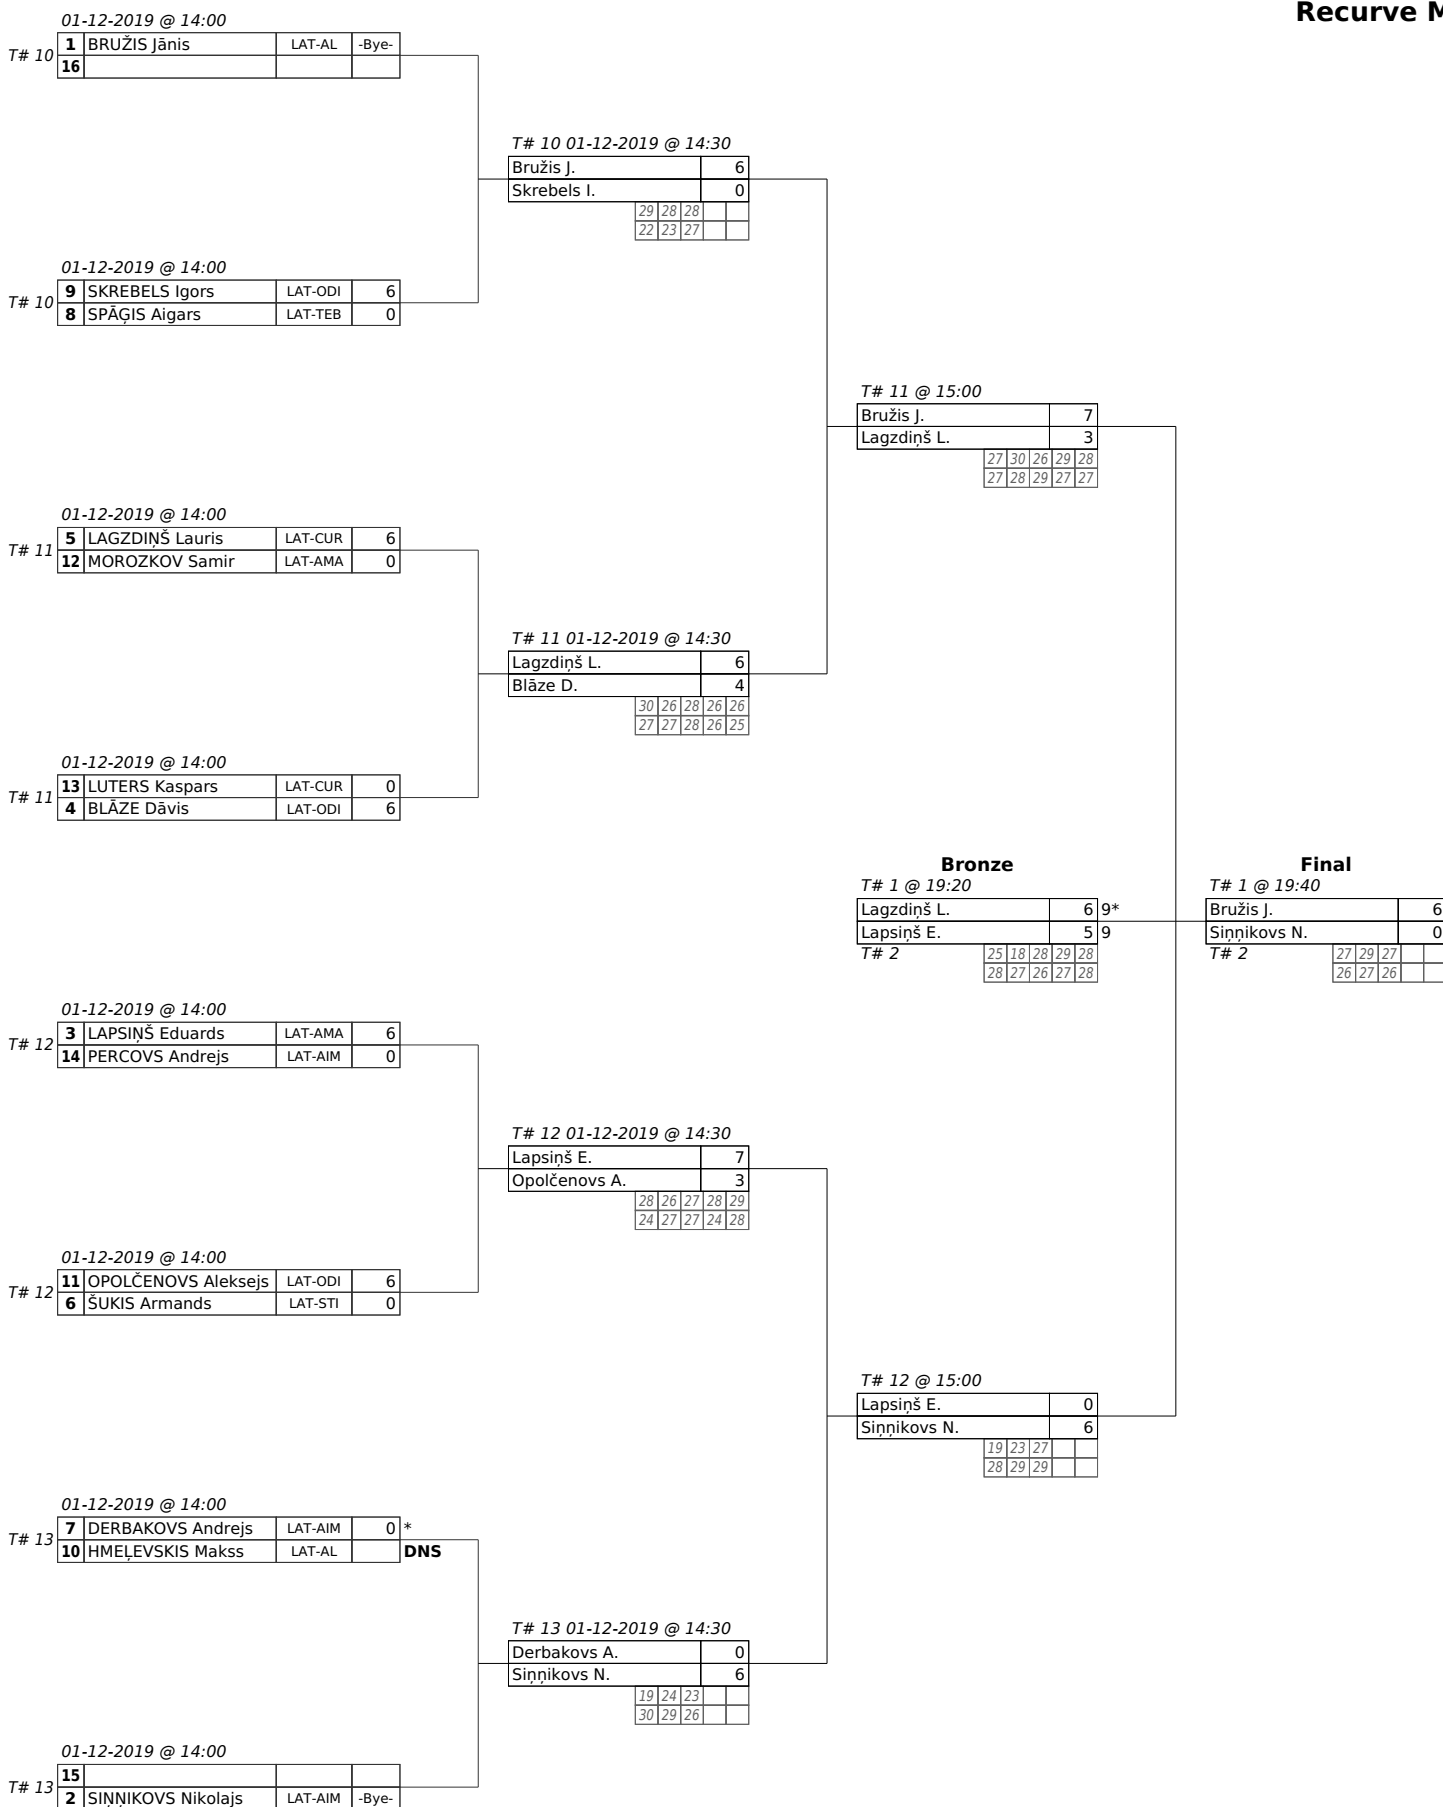 Recurve M
01-12-2019 @ 14:00
T# 10
1 BRUŽIS Jānis LAT-AL -Bye-
16
T# 10 01-12-2019 @ 14:30
Bružis J. 6
Skrebels I. 0
29 28 28
22 23 27
01-12-2019 @ 14:00
T# 10
9 SKREBELS Igors LAT-ODI 6
8 SPĀĢIS Aigars LAT-TEB 0
T# 11 @ 15:00
Bružis J. 7
Lagzdiņš L. 3
27 30 26 29 28
27 28 29 27 27
01-12-2019 @ 14:00
T# 11
5 LAGZDIŅŠ Lauris LAT-CUR 6
12 MOROZKOV Samir LAT-AMA 0
T# 11 01-12-2019 @ 14:30
Lagzdiņš L. 6
Blāze D. 4
30 26 28 26 26
27 27 28 26 25
01-12-2019 @ 14:00
T# 11
13 LUTERS Kaspars LAT-CUR 0
4 BLĀZE Dāvis LAT-ODI 6
Bronze
T# 1 @ 19:20
Lagzdiņš L. 6 9*
Lapsiņš E. 5 9
T# 2
25 18 28 29 28
28 27 26 27 28
Final
T# 1 @ 19:40
Bružis J. 6
Siņņikovs N. 0
T# 2
27 29 27
26 27 26
01-12-2019 @ 14:00
T# 12
3 LAPSIŅŠ Eduards LAT-AMA 6
14 PERCOVS Andrejs LAT-AIM 0
T# 12 01-12-2019 @ 14:30
Lapsiņš E. 7
Opolčenovs A. 3
28 26 27 28 29
24 27 27 24 28
01-12-2019 @ 14:00
T# 12
11 OPOLČENOVS Aleksejs LAT-ODI 6
6 ŠUKIS Armands LAT-STI 0
T# 12 @ 15:00
Lapsiņš E. 0
Siņņikovs N. 6
19 23 27
28 29 29
01-12-2019 @ 14:00
T# 13
7 DERBAKOVS Andrejs LAT-AIM 0 *
10 HMEĻEVSKIS Makss LAT-AL DNS
T# 13 01-12-2019 @ 14:30
Derbakovs A. 0
Siņņikovs N. 6
19 24 23
30 29 26
01-12-2019 @ 14:00
T# 13
15
2 SIŅŅIKOVS Nikolajs LAT-AIM -Bye-